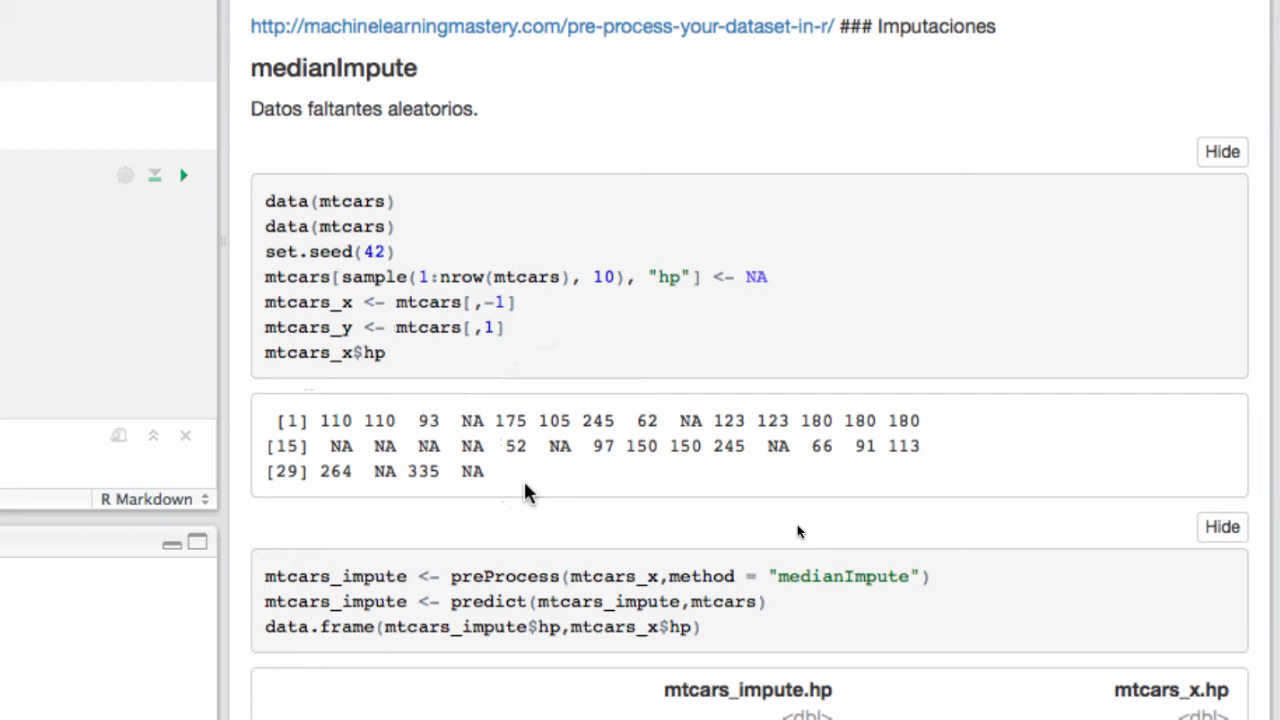 http://machinelearningmastery.com/pre-process-your-dataset-in-r/ ### Imputaciones
medianImpute
Datos faltantes aleatorios.
Hide
data(mtcars)
data(mtcars)
set.seed(42)
mtcars[sample(1:nrow(mtcars), 10), "hp"] <- NA
mtcars_x <- mtcars[,-1]
mtcars_y <- mtcars[,1]
mtcars_x$hp
[1] 110 110 93 NA 175 105 245 62 NA 123 123 180 180 180
[15] NA NA NA NA 52 NA 97 150 150 245 NA 66 91 113
[29] 264 NA 335 NA
R Markdown
Hide
mtcars_impute <- preProcess(mtcars_x,method = "medianImpute")
mtcars_impute <- predict(mtcars_impute,mtcars)
data.frame(mtcars_impute$hp,mtcars_x$hp)
mtcars_impute.hp mtcars_x.hp
<dbl> <dbl>